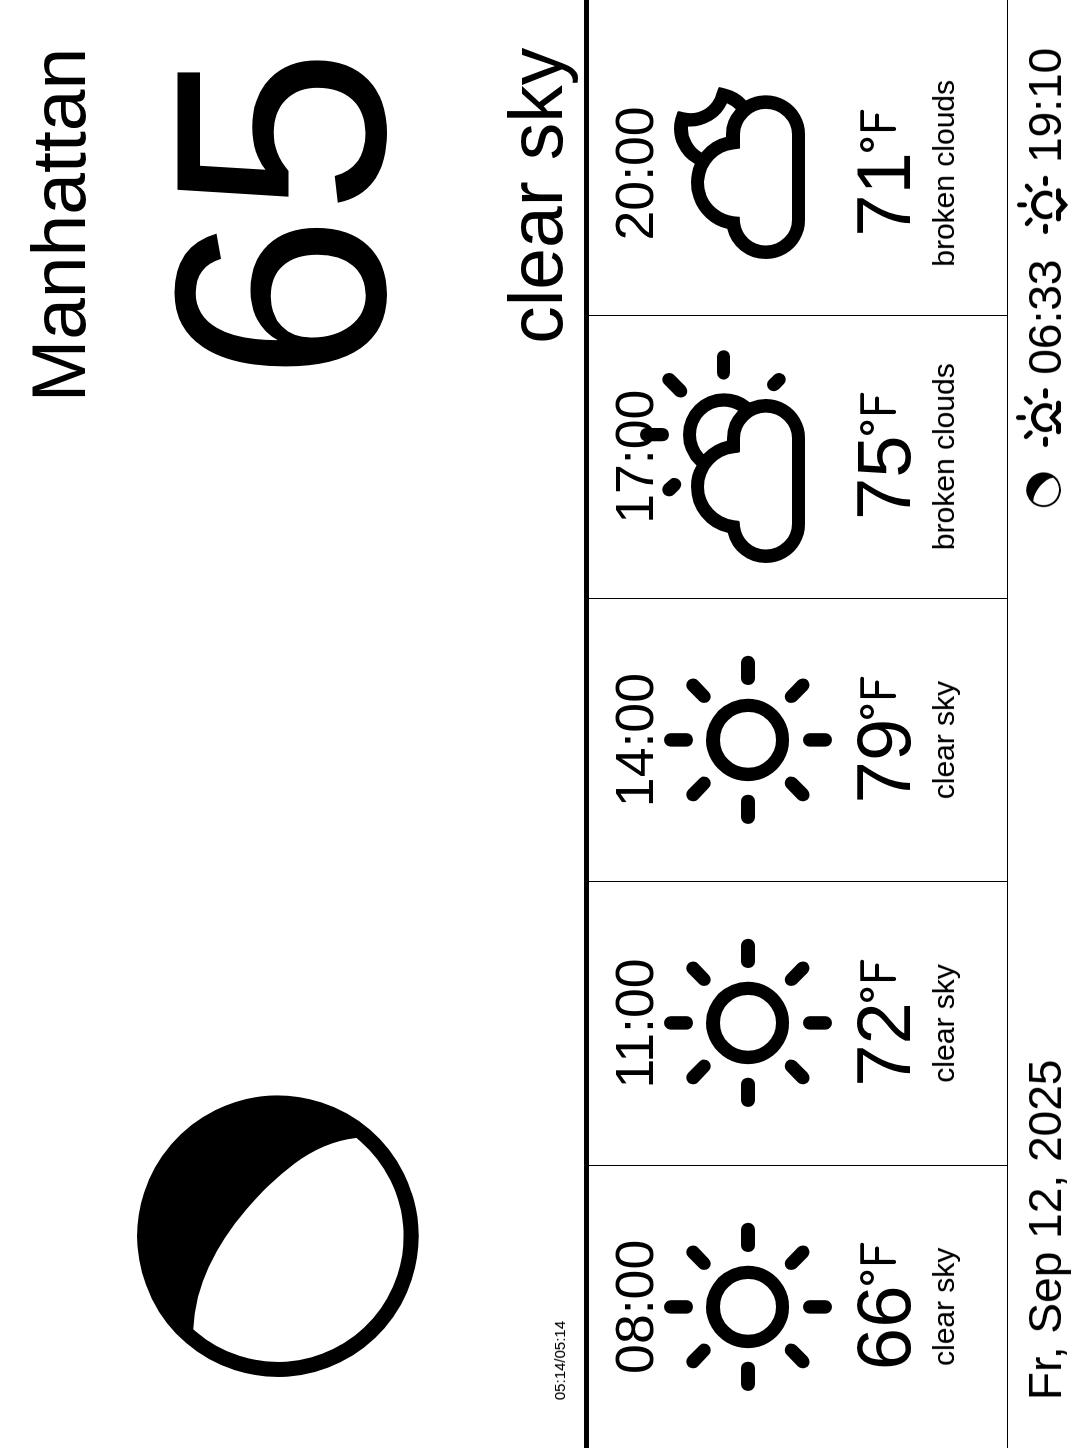 Manhattan
65
clear sky
05:14/05:14
08:00
66°F
clear sky
11:00
72°F
clear sky
14:00
79°F
clear sky
17:00
75°F
broken clouds
20:00
71°F
broken clouds
Fr, Sep 12, 2025
06:33
19:10